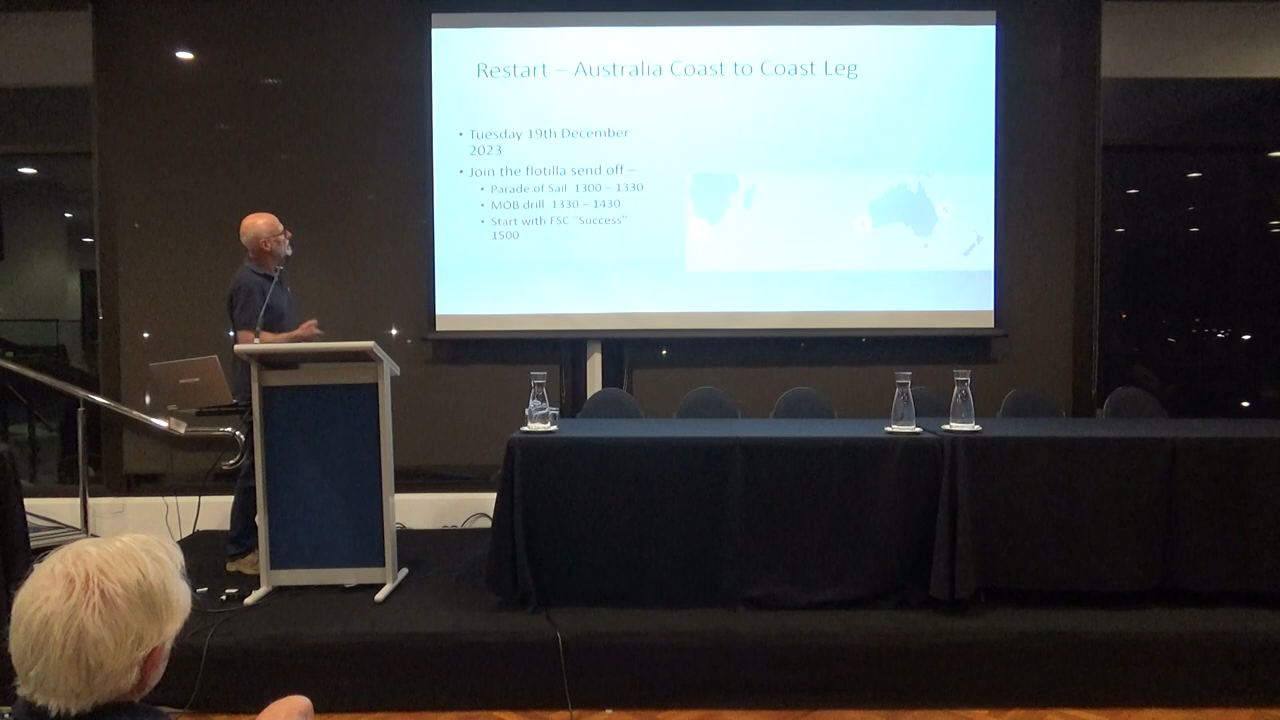 Restart – Australia Coast to Coast Leg
• Tuesday 19th December
2023
• Join the flotilla send off –
• Parade of Sail 1300 – 1330
• MOB drill 1330 – 1430
• Start with FSC "Success"
1500